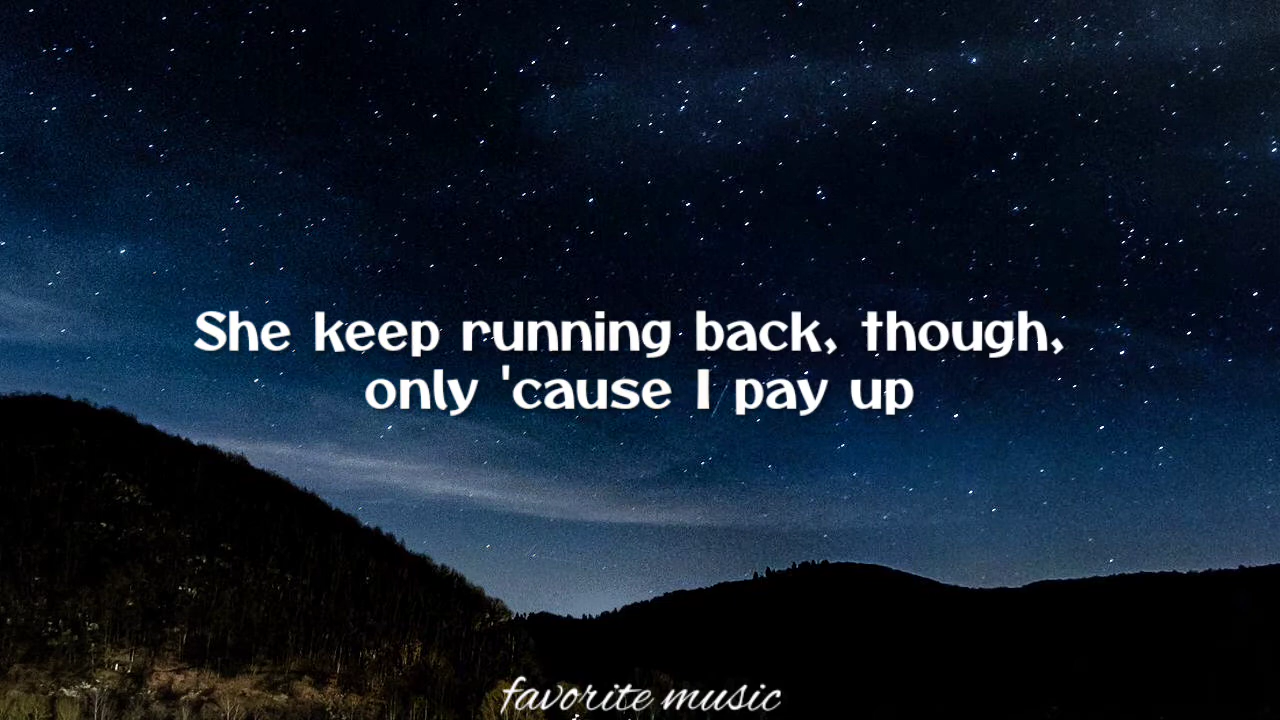 She keep running back, though,
only 'cause I pay up
favorite music